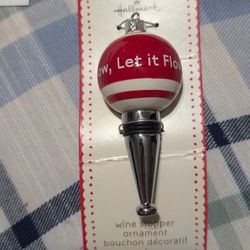 Hallmark
ow, Let it Flo
wine stopper
ornament
bouchon décoratif